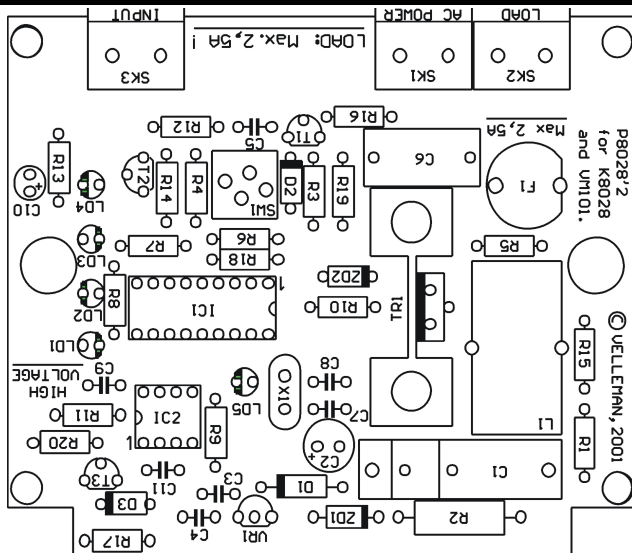 INPUT
AC POWER
LOAD
SK3
LOAD: Max. 2,5A !
SK1
SK2
R12
C5
T1
R16
Max 2,5A
P8028'2
for K8028
and VM101.
R13
C10
LD4
T2
R14
R4
SW1
D2
R3
R19
C6
F1
LD3
R7
R6
R18
R5
LD2
R8
IC1
1
ZD2
R10
TR1
LD1
C9
HIGH
VOLTAGE
LD5
X1
C8
C7
L1
R15
© VELLEMAN, 2001
R11
R20
IC2
1
R9
C2
+
+
R1
T3
C11
C3
D1
C1
D3
C4
VR1
ZD1
R2
R17